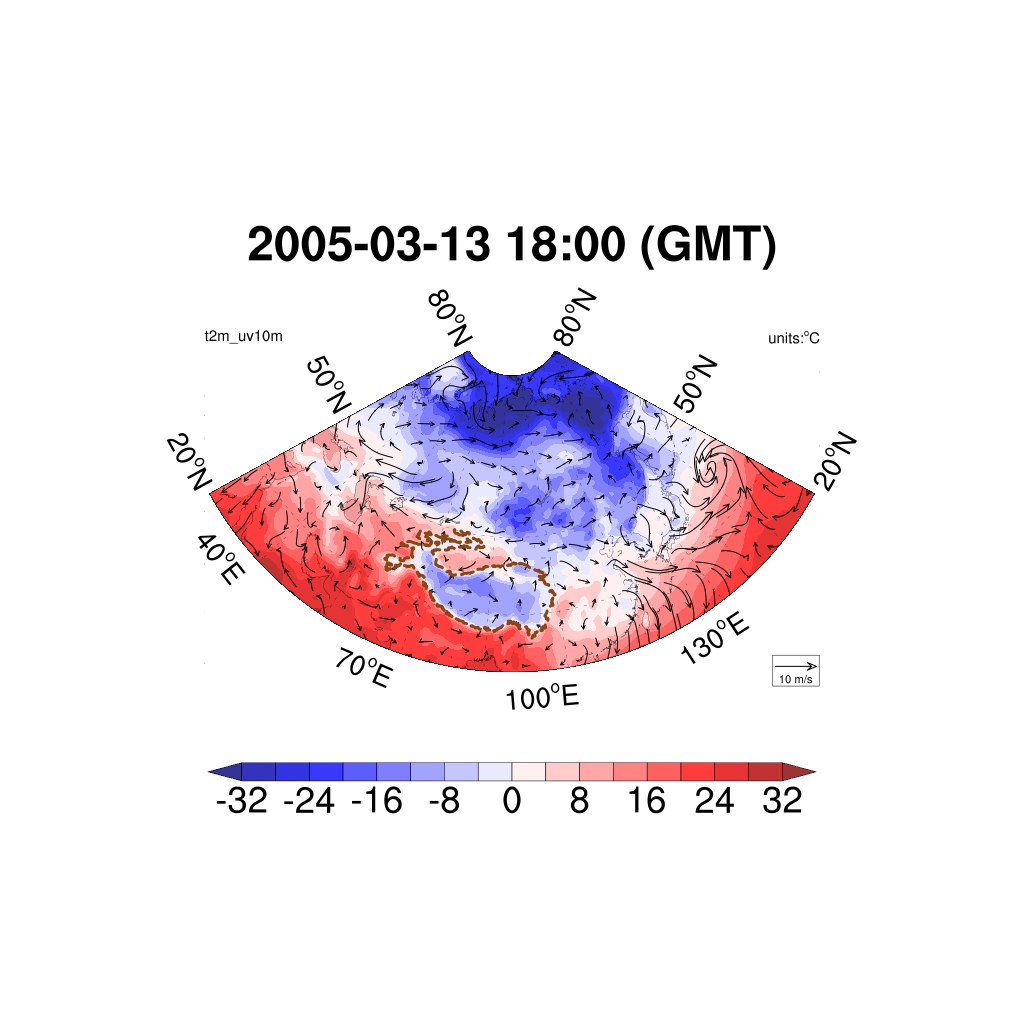 2005-03-13 18:00 (GMT)
80°N 80°N
t2m_uv10m units:°C
50°N 50°N
20°N 20°N
40°E
70°E 100°E 130°E
10 m/s
-32 -24 -16 -8 0 8 16 24 32